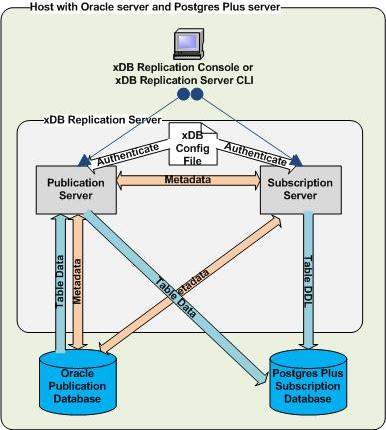 Host with Oracle server and Postgres Plus server
xDB Replication Console or
xDB Replication Server CLI
xDB Replication Server
xDB
Config
File
Authenticate
Authenticate
Publication
Server
Metadata
Subscription
Server
Table Data
Metadata
Metadata
Table Data
Table DDL
Oracle
Publication
Database
Postgres Plus
Subscription
Database